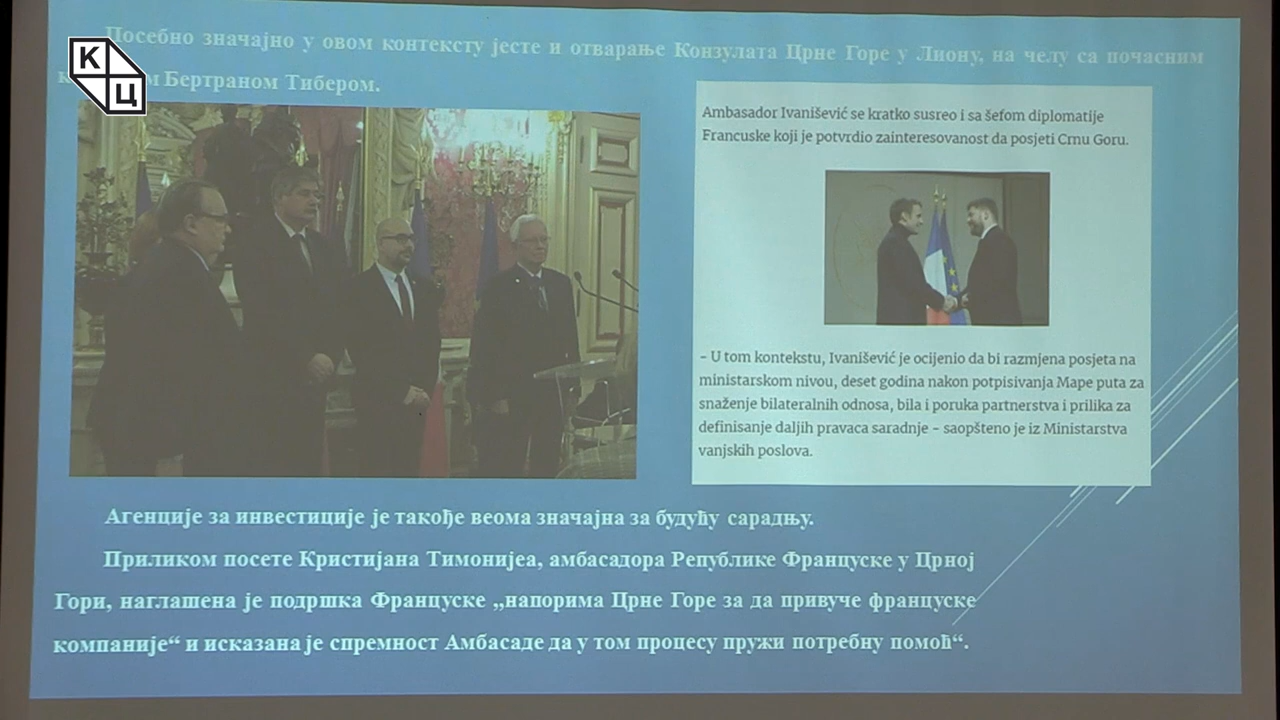 Посебно значајно у овом контексту јесте и отварање Конзулата Црне Горе у Лиону, на челу са почасним
Бертраном Тибером.
К
Ц
Ambasador Ivanišević se kratko susreo i sa šefom diplomatije
Francuske koji je potvrdio zainteresovanost da posjeti Crnu Goru.
– U tom kontekstu, Ivanišević je ocijenio da bi razmjena posjeta na
ministarskom nivou, deset godina nakon potpisivanja Mape puta za
snaženje bilateralnih odnosa, bila i poruka partnerstva i prilika za
definisanje daljih pravaca saradnje – saopšteno je iz Ministarstva
vanjskih poslova.
Агенције за инвестиције је такође веома значајна за будућу сарадњу.
Приликом посете Кристијана Тимонијеа, амбасадора Републике Француске у Црној
Гори, наглашена је подршка Француске „напорима Црне Горе за да привуче француске
компаније“ и исказана је спремност Амбасаде да у том процесу пружи потребну помоћ“.